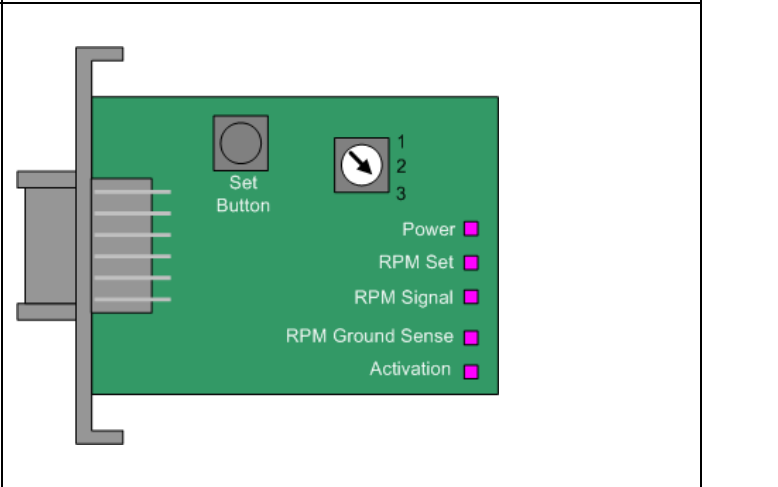 1
2
3
Set
Button
Power
RPM Set
RPM Signal
RPM Ground Sense
Activation